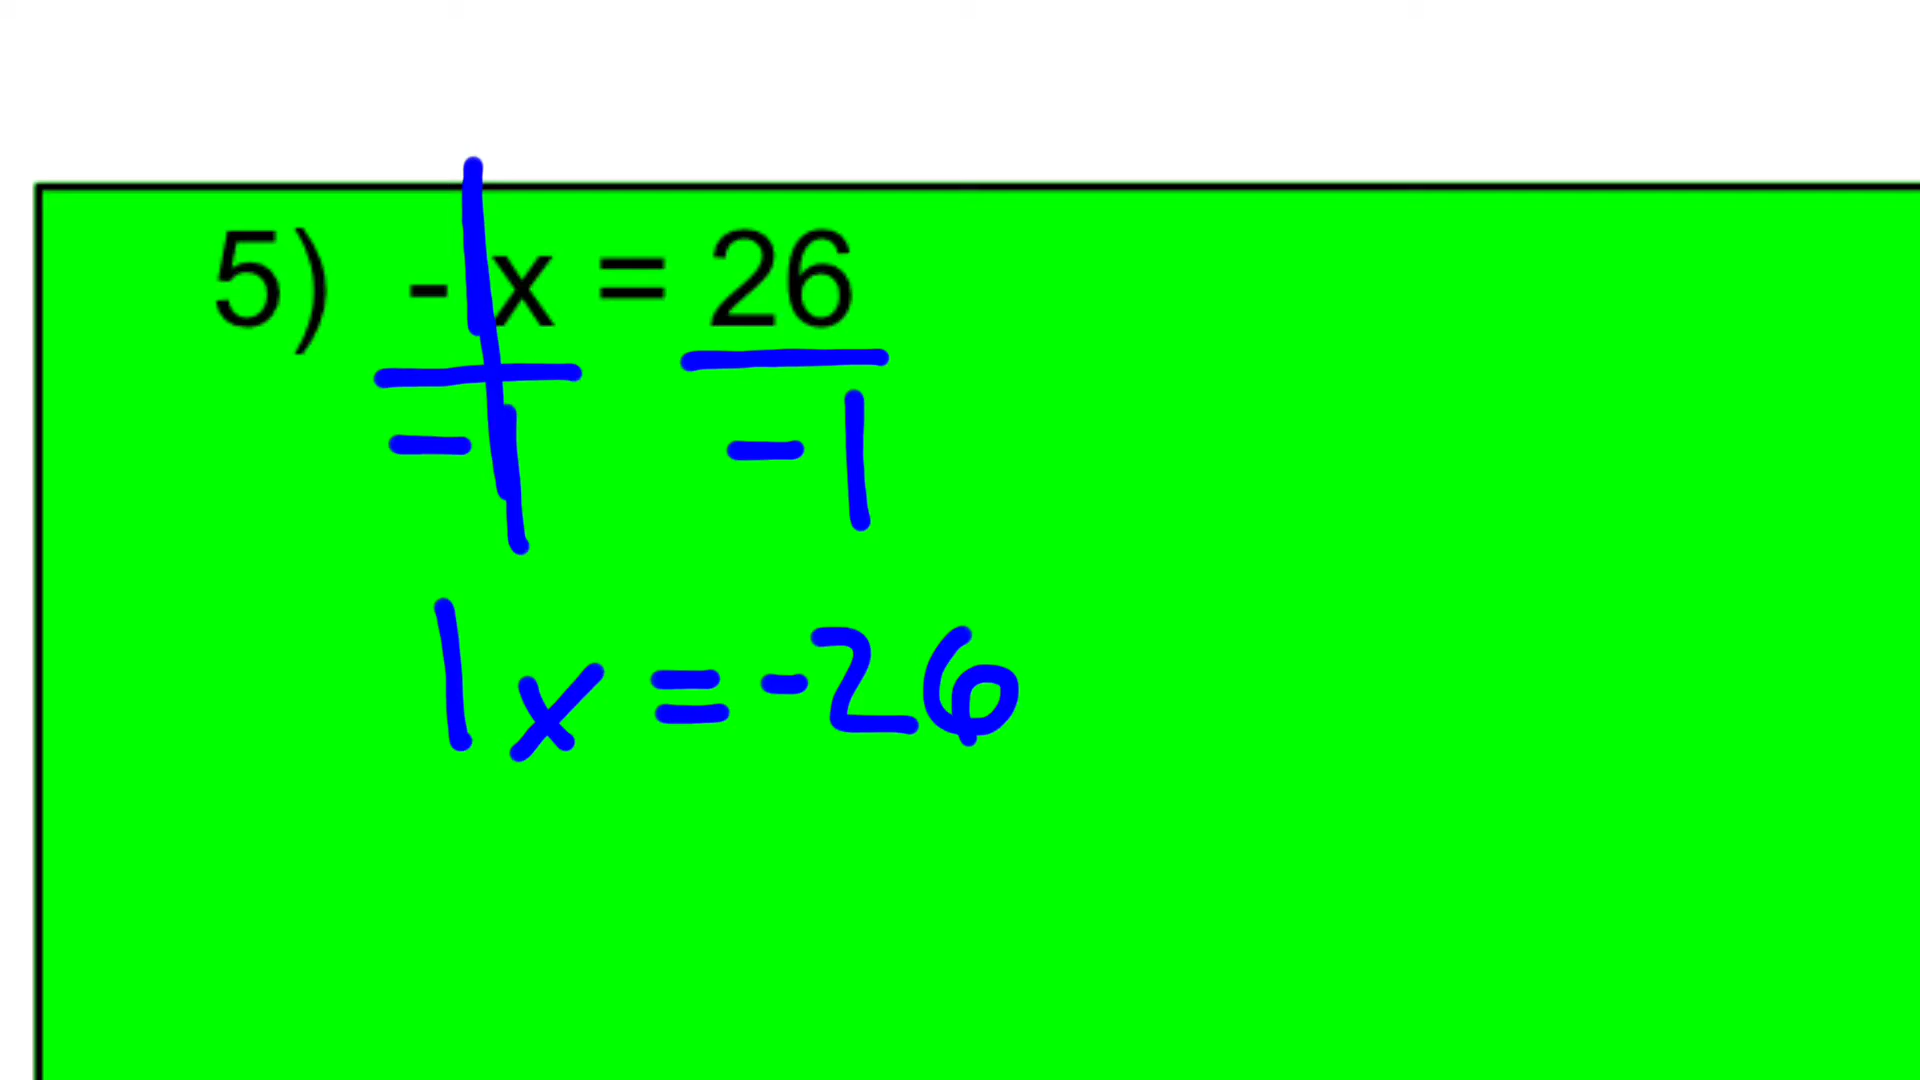 5) -1x = 26
-1 -1
1x = -26